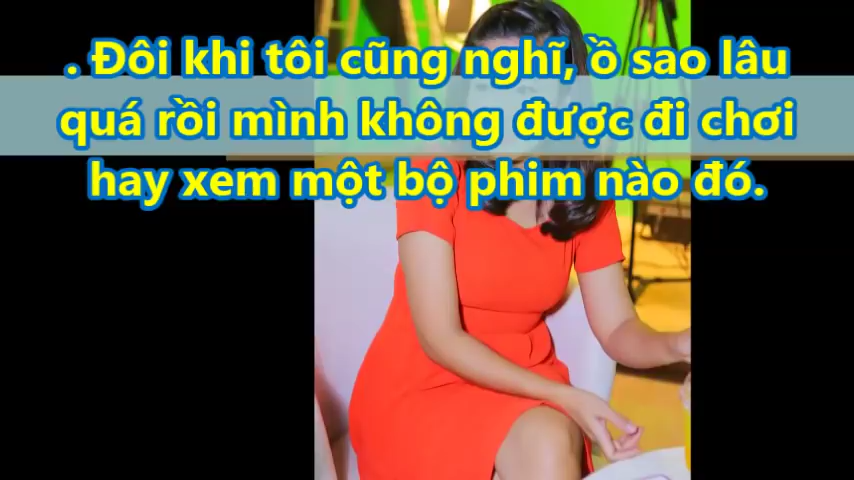 . Đôi khi tôi cũng nghĩ, ồ sao lâu
quá rồi mình không được đi chơi
hay xem một bộ phim nào đó.